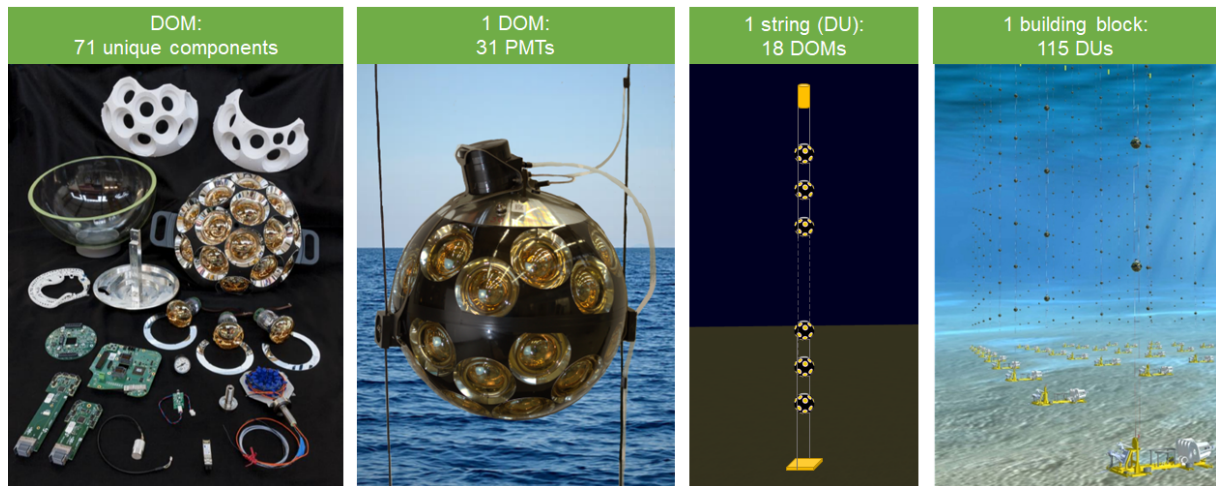 DOM:
71 unique components
1 DOM:
31 PMTs
1 string (DU):
18 DOMs
1 building block:
115 DUs